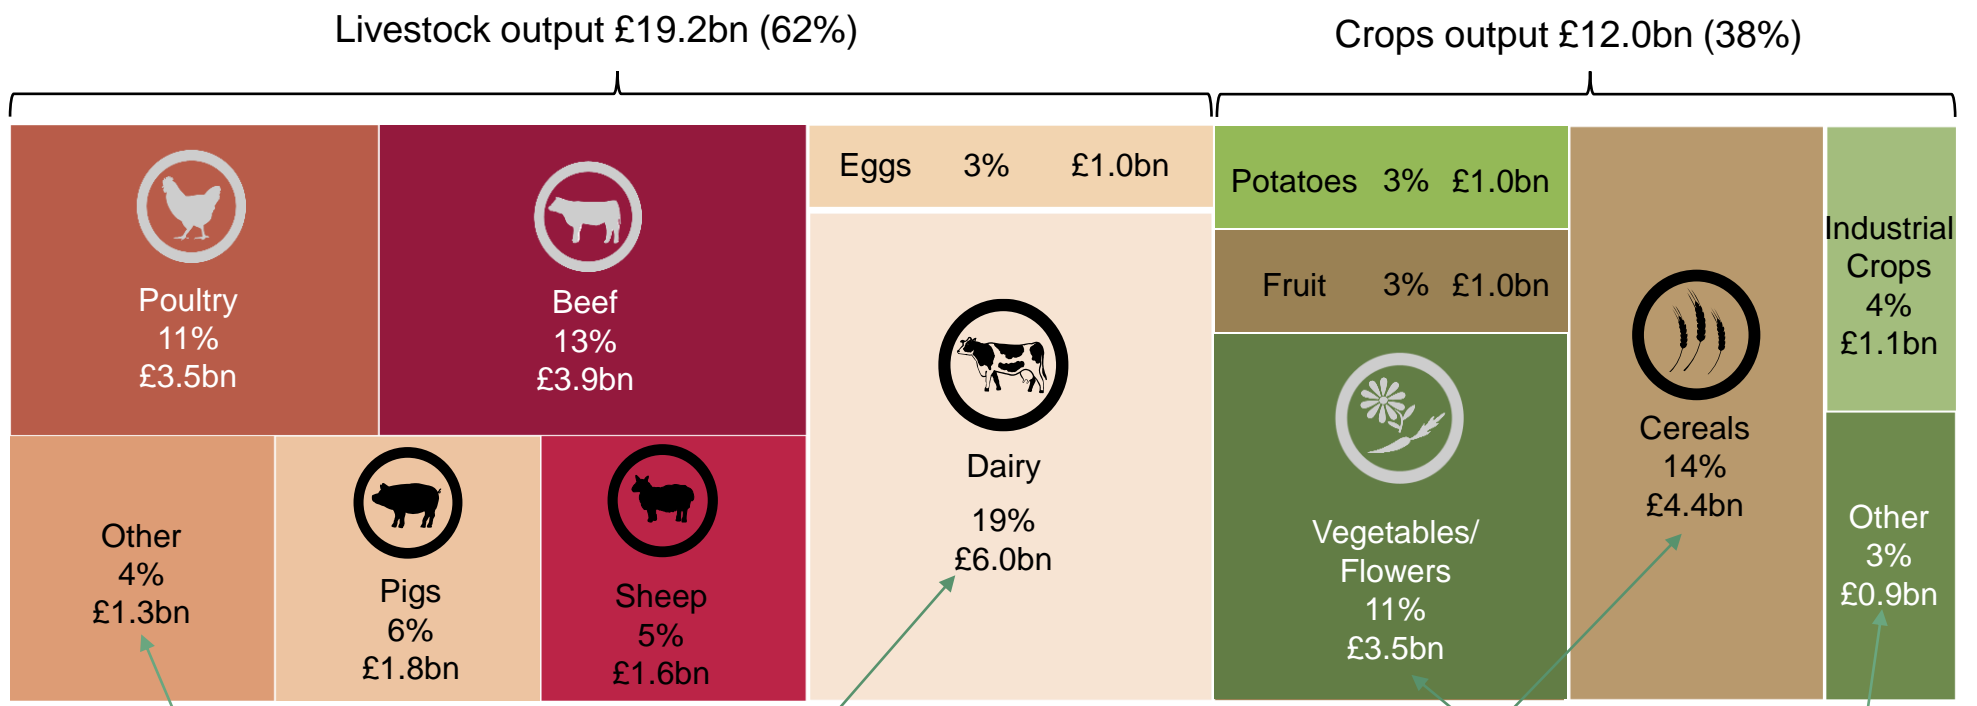 Livestock output £19.2bn (62%)
Crops output £12.0bn (38%)
Poultry
11%
£3.5bn
Beef
13%
£3.9bn
Eggs 3% £1.0bn
Other
4%
£1.3bn
Pigs
6%
£1.8bn
Sheep
5%
£1.6bn
Dairy
19%
£6.0bn
Potatoes 3% £1.0bn
Fruit 3% £1.0bn
Vegetables/
Flowers
11%
£3.5bn
Cereals
14%
£4.4bn
Industrial
Crops
4%
£1.1bn
Other
3%
£0.9bn